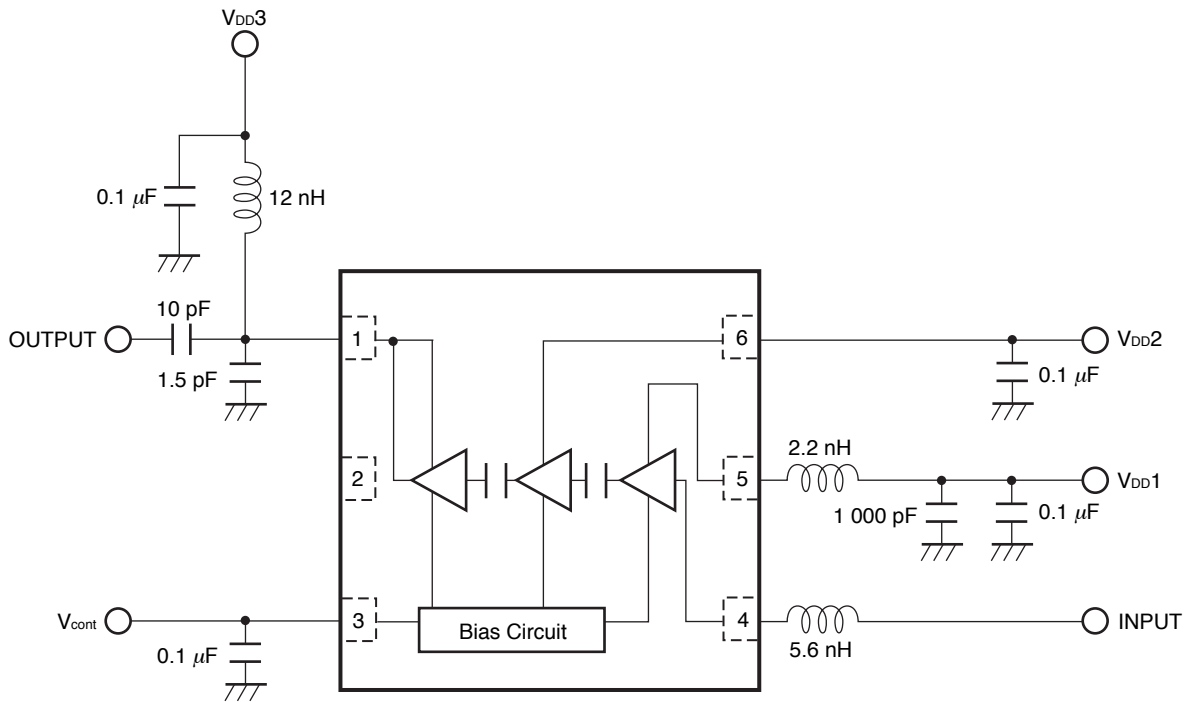 VDD3
0.1 μF
12 nH
10 pF
OUTPUT
1
6
VDD2
1.5 pF
0.1 μF
2.2 nH
2
5
VDD1
1 000 pF
0.1 μF
Vcont
3
Bias Circuit
4
INPUT
0.1 μF
5.6 nH